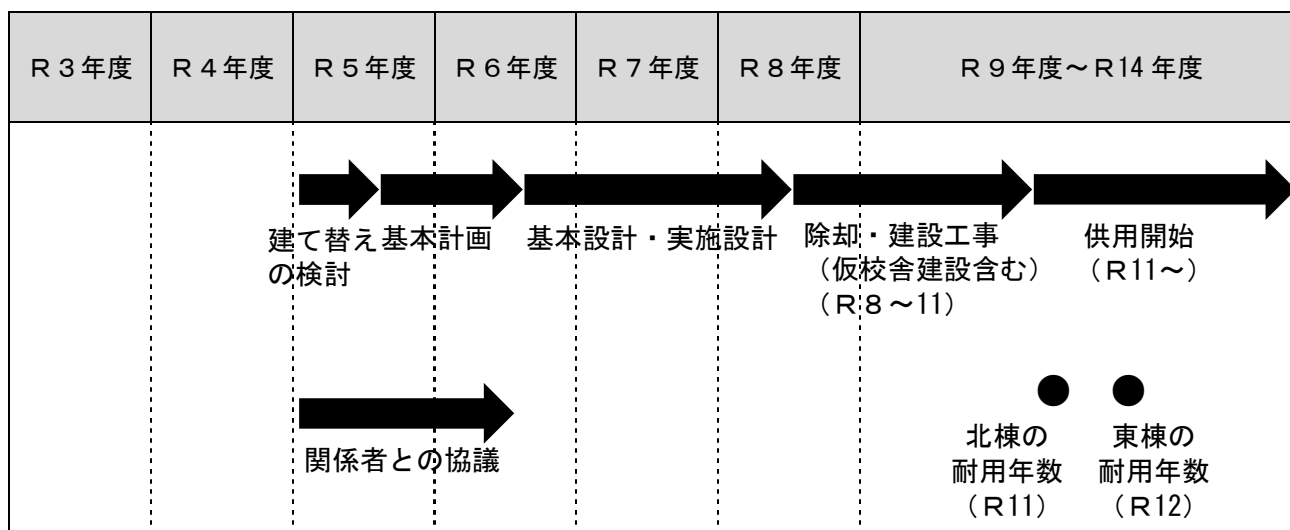 Ｒ３年度 Ｒ４年度 Ｒ５年度 Ｒ６年度 Ｒ７年度 Ｒ８年度 Ｒ９年度～Ｒ14 年度
建て替え
の検討
基本計画
基本設計・実施設計
除却・建設工事
（仮校舎建設含む）
（Ｒ８～11）
供用開始
（Ｒ11～）
関係者との協議
北棟の
耐用年数
（Ｒ11）
東棟の
耐用年数
（Ｒ12）